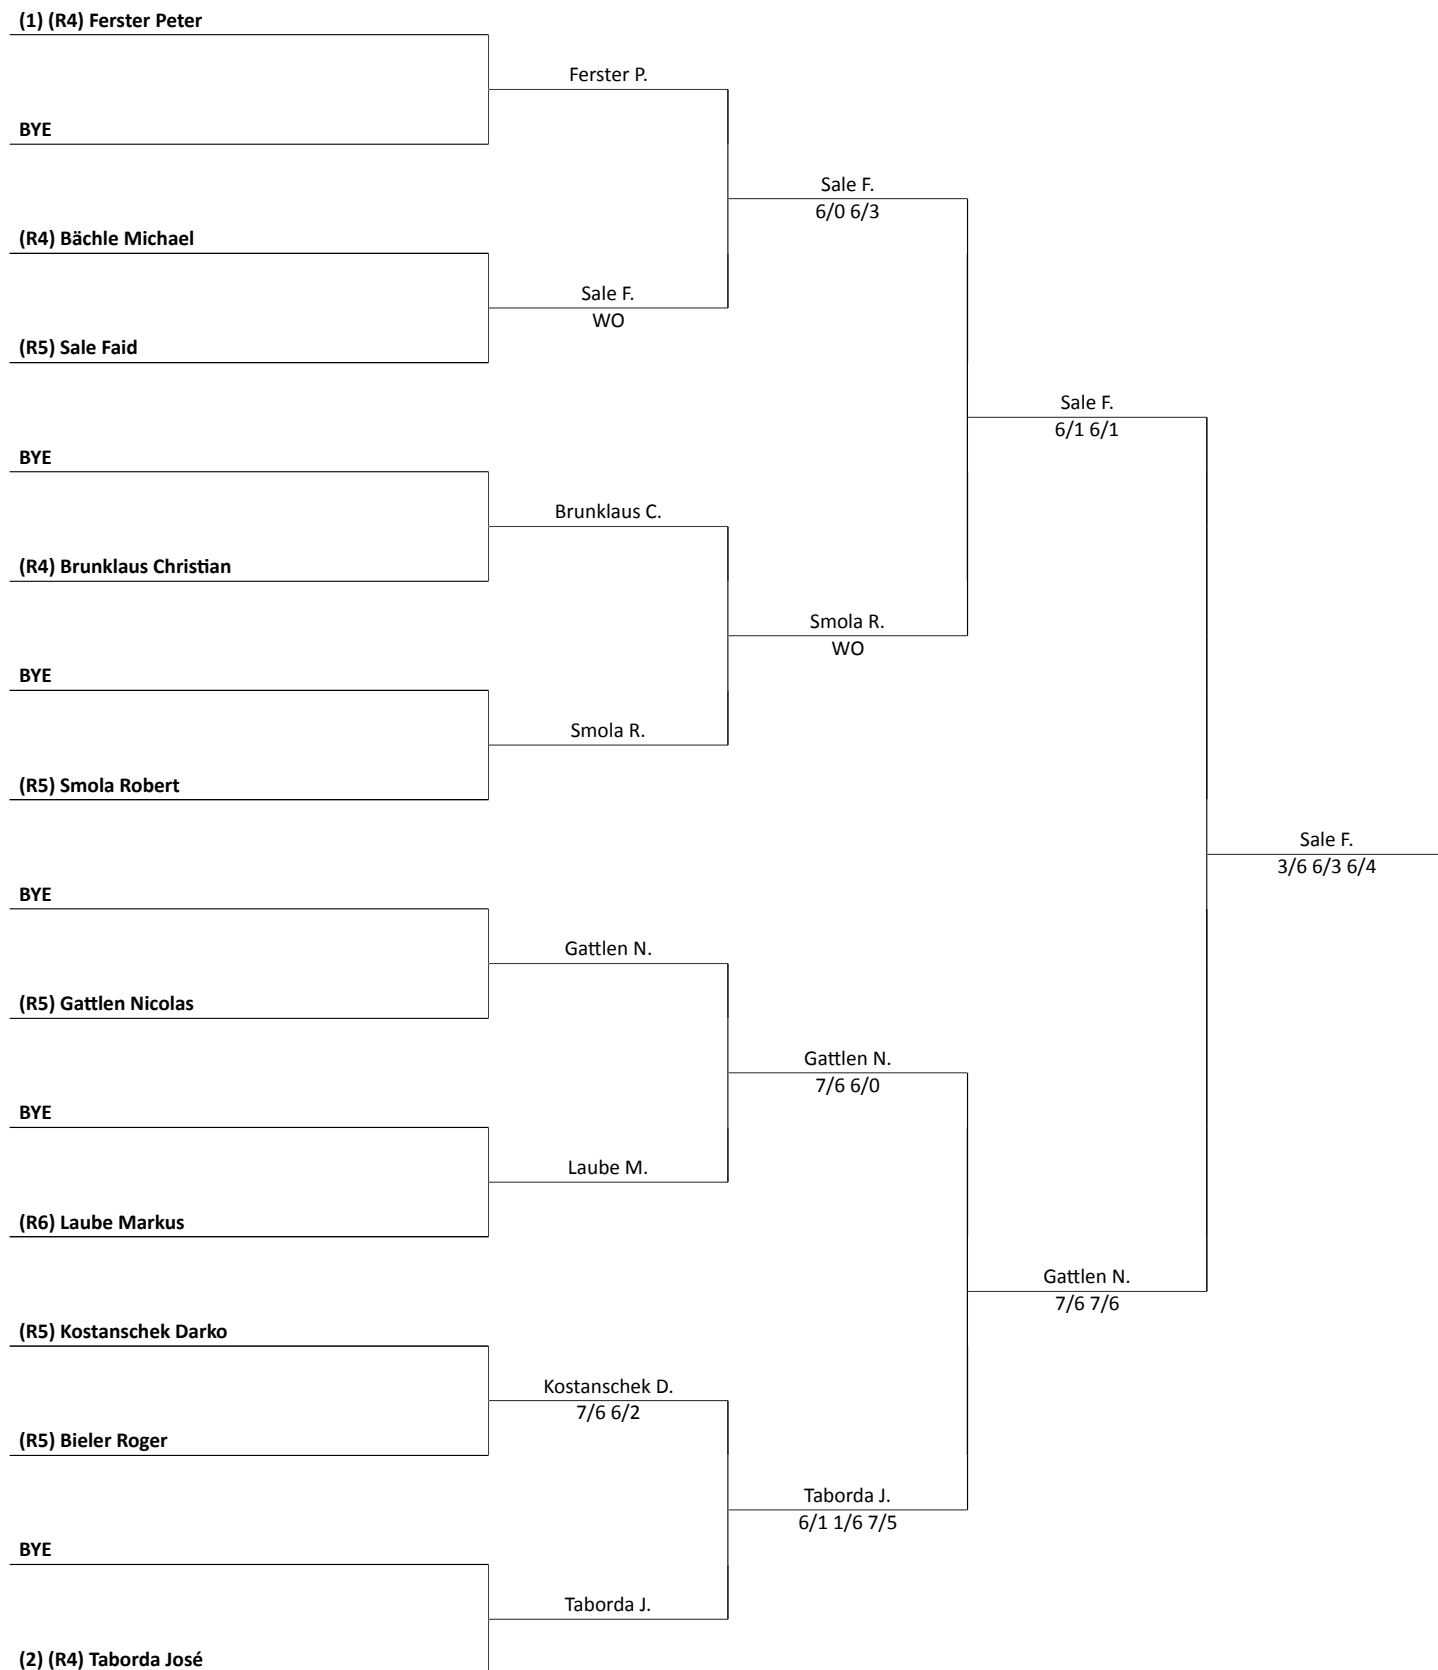 (1) (R4) Ferster Peter
Ferster P.
BYE
Sale F.
6/0 6/3
(R4) Bächle Michael
Sale F.
WO
(R5) Sale Faid
Sale F.
6/1 6/1
BYE
Brunklaus C.
(R4) Brunklaus Christian
Smola R.
WO
BYE
Smola R.
(R5) Smola Robert
Sale F.
3/6 6/3 6/4
BYE
Gattlen N.
(R5) Gattlen Nicolas
Gattlen N.
7/6 6/0
BYE
Laube M.
(R6) Laube Markus
Gattlen N.
7/6 7/6
(R5) Kostanschek Darko
Kostanschek D.
7/6 6/2
(R5) Bieler Roger
Taborda J.
6/1 1/6 7/5
BYE
Taborda J.
(2) (R4) Taborda José